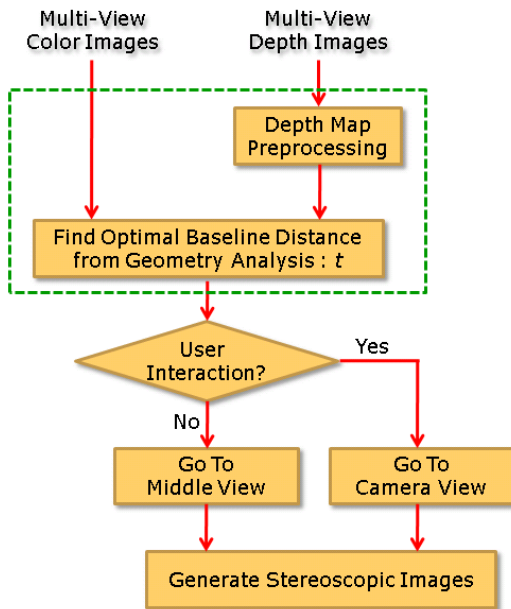 Multi-View
Color Images
Multi-View
Depth Images
Depth Map
Preprocessing
Find Optimal Baseline Distance
from Geometry Analysis : t
User
Interaction?
Yes
No
Go To
Middle View
Go To
Camera View
Generate Stereoscopic Images